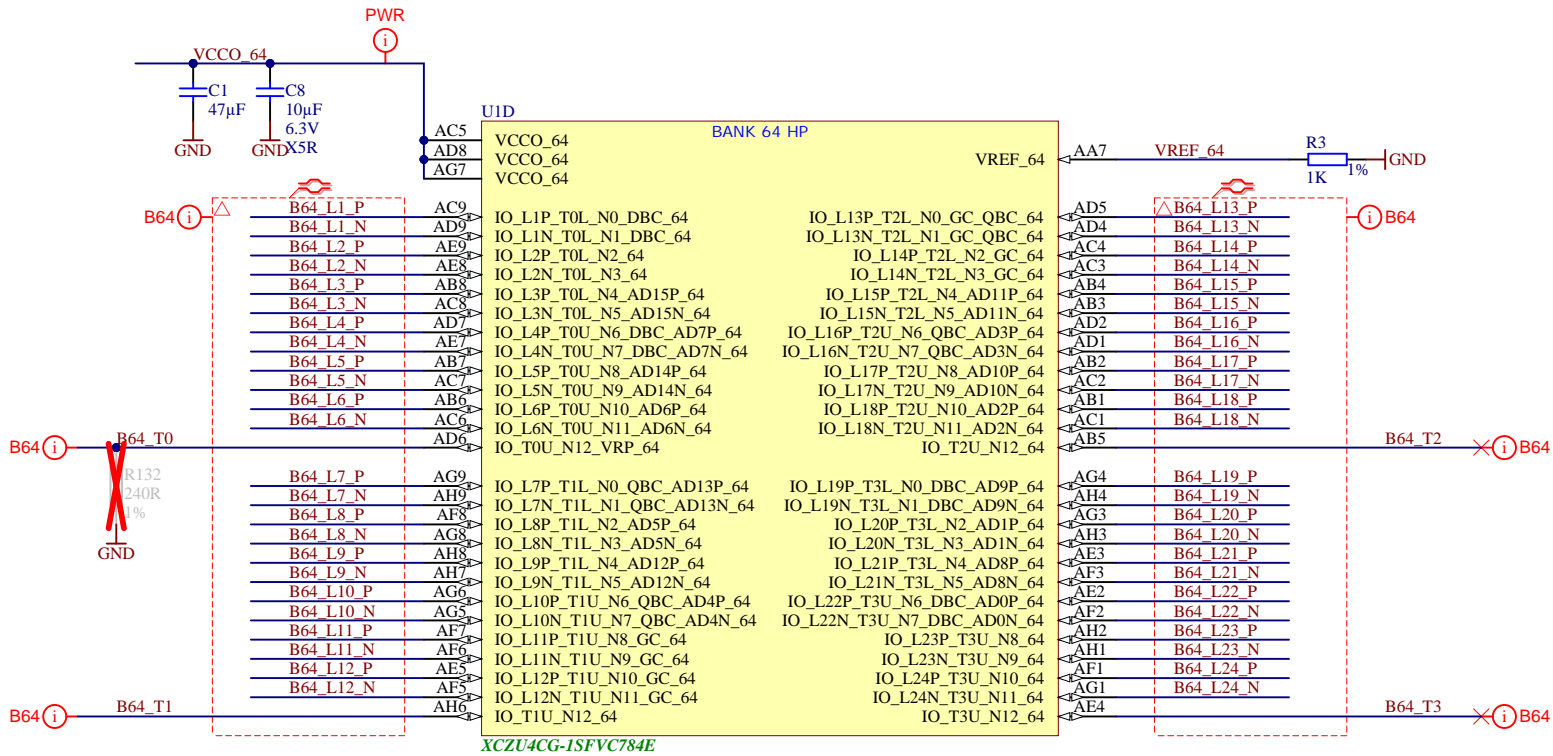 PWR
i
VCCO_64
C1
47µF
GND
C8
10µF
6.3V
X5R
GND
U1D
BANK 64 HP
AC5 VCCO_64
AD8 VCCO_64
AG7 VCCO_64
VREF_64 AA7 VREF_64
R3
1K
1%
GND
B64 i
B64_L1_P AC9 IO_L1P_T0L_N0_DBC_64
B64_L1_N AD9 IO_L1N_T0L_N1_DBC_64
B64_L2_P AE9 IO_L2P_T0L_N2_64
B64_L2_N AE8 IO_L2N_T0L_N3_64
B64_L3_P AB8 IO_L3P_T0L_N4_AD15P_64
B64_L3_N AC8 IO_L3N_T0L_N5_AD15N_64
B64_L4_P AD7 IO_L4P_T0U_N6_DBC_AD7P_64
B64_L4_N AE7 IO_L4N_T0U_N7_DBC_AD7N_64
B64_L5_P AB7 IO_L5P_T0U_N8_AD14P_64
B64_L5_N AC7 IO_L5N_T0U_N9_AD14N_64
B64_L6_P AB6 IO_L6P_T0U_N10_AD6P_64
B64_L6_N AC6 IO_L6N_T0U_N11_AD6N_64
B64 i B64_T0 AD6 IO_T0U_N12_VRP_64
R132
240R
1%
GND
B64_L7_P AG9 IO_L7P_T1L_N0_QBC_AD13P_64
B64_L7_N AH9 IO_L7N_T1L_N1_QBC_AD13N_64
B64_L8_P AF8 IO_L8P_T1L_N2_AD5P_64
B64_L8_N AG8 IO_L8N_T1L_N3_AD5N_64
B64_L9_P AH8 IO_L9P_T1L_N4_AD12P_64
B64_L9_N AH7 IO_L9N_T1L_N5_AD12N_64
B64_L10_P AG6 IO_L10P_T1U_N6_QBC_AD4P_64
B64_L10_N AG5 IO_L10N_T1U_N7_QBC_AD4N_64
B64_L11_P AF7 IO_L11P_T1U_N8_GC_64
B64_L11_N AF6 IO_L11N_T1U_N9_GC_64
B64_L12_P AE5 IO_L12P_T1U_N10_GC_64
B64_L12_N AF5 IO_L12N_T1U_N11_GC_64
B64 i B64_T1 AH6 IO_T1U_N12_64
IO_L13P_T2L_N0_GC_QBC_64 AD5 B64_L13_P
i B64
IO_L13N_T2L_N1_GC_QBC_64 AD4 B64_L13_N
IO_L14P_T2L_N2_GC_64 AC4 B64_L14_P
IO_L14N_T2L_N3_GC_64 AC3 B64_L14_N
IO_L15P_T2L_N4_AD11P_64 AB4 B64_L15_P
IO_L15N_T2L_N5_AD11N_64 AB3 B64_L15_N
IO_L16P_T2U_N6_QBC_AD3P_64 AD2 B64_L16_P
IO_L16N_T2U_N7_QBC_AD3N_64 AD1 B64_L16_N
IO_L17P_T2U_N8_AD10P_64 AB2 B64_L17_P
IO_L17N_T2U_N9_AD10N_64 AC2 B64_L17_N
IO_L18P_T2U_N10_AD2P_64 AB1 B64_L18_P
IO_L18N_T2U_N11_AD2N_64 AC1 B64_L18_N
IO_T2U_N12_64 AB5 B64_T2 i B64
IO_L19P_T3L_N0_DBC_AD9P_64 AG4 B64_L19_P
IO_L19N_T3L_N1_DBC_AD9N_64 AH4 B64_L19_N
IO_L20P_T3L_N2_AD1P_64 AG3 B64_L20_P
IO_L20N_T3L_N3_AD1N_64 AH3 B64_L20_N
IO_L21P_T3L_N4_AD8P_64 AE3 B64_L21_P
IO_L21N_T3L_N5_AD8N_64 AF3 B64_L21_N
IO_L22P_T3U_N6_DBC_AD0P_64 AE2 B64_L22_P
IO_L22N_T3U_N7_DBC_AD0N_64 AF2 B64_L22_N
IO_L23P_T3U_N8_64 AH2 B64_L23_P
IO_L23N_T3U_N9_64 AH1 B64_L23_N
IO_L24P_T3U_N10_64 AF1 B64_L24_P
IO_L24N_T3U_N11_64 AG1 B64_L24_N
IO_T3U_N12_64 AE4 B64_T3 i B64
XCZU4CG-1SFVC784E